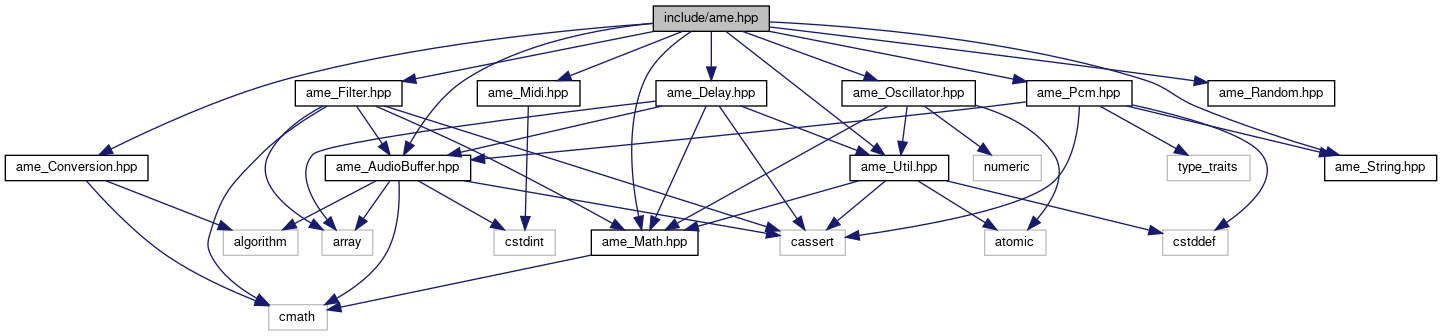 include/ame.hpp
ame_Filter.hpp
ame_Midi.hpp
ame_Delay.hpp
ame_Oscillator.hpp
ame_Pcm.hpp
ame_Random.hpp
ame_Conversion.hpp
ame_AudioBuffer.hpp
ame_Util.hpp
numeric
type_traits
ame_String.hpp
algorithm
array
cstdint
ame_Math.hpp
cassert
atomic
cstddef
cmath